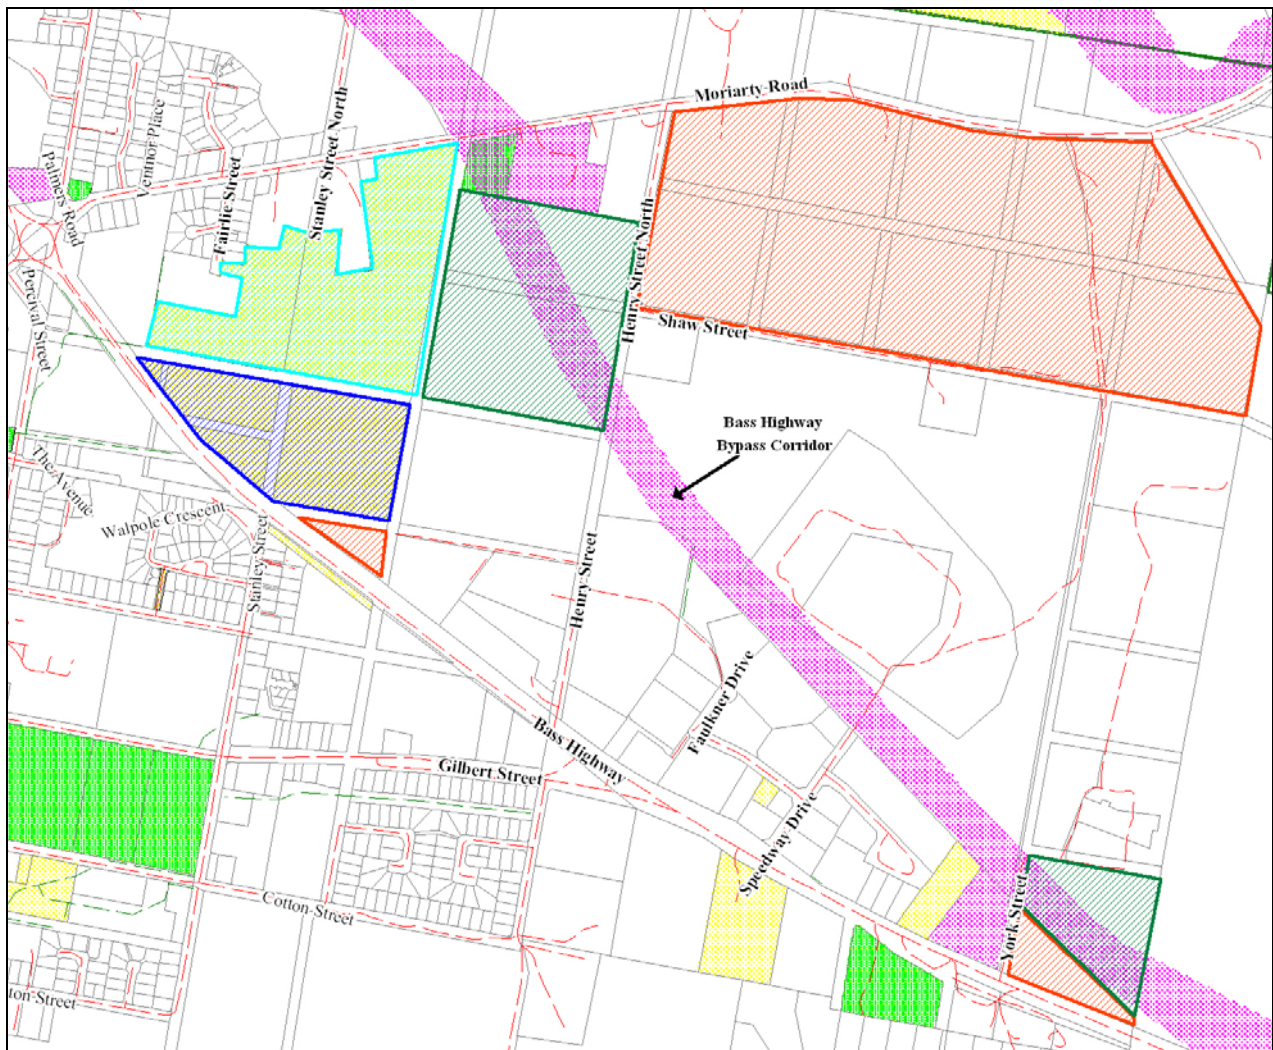 Moriarty Road
Ventnor Place
Stanley Street North
Palmers Road
Fairlie Street
Henry Street North
Percival Street
Shaw Street
Bass Highway
Bypass Corridor
The Avenue
Walpole Crescent
Stanley Street
Henry Street
Faulkner Drive
Bass Highway
Gilbert Street
Speedway Drive
Cotton Street
York Street
ton Street